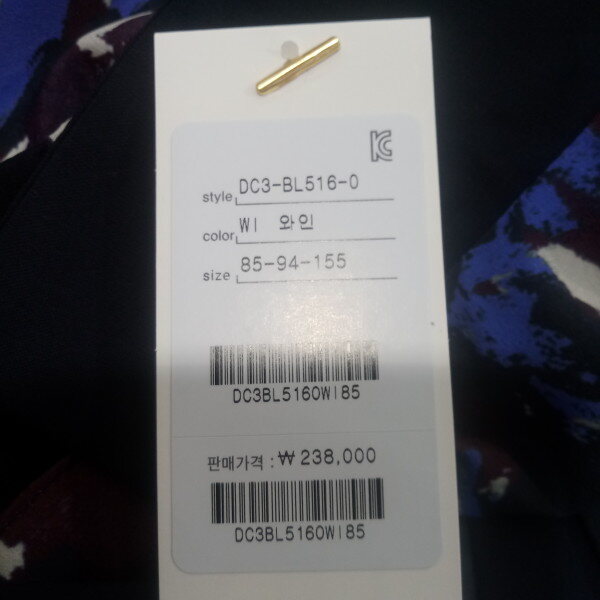 KC
style DC3-BL516-0
color WI 와인
size 85-94-155
DC3BL5160WI85
판매가격 : ₩ 238,000
DC3BL5160WI85